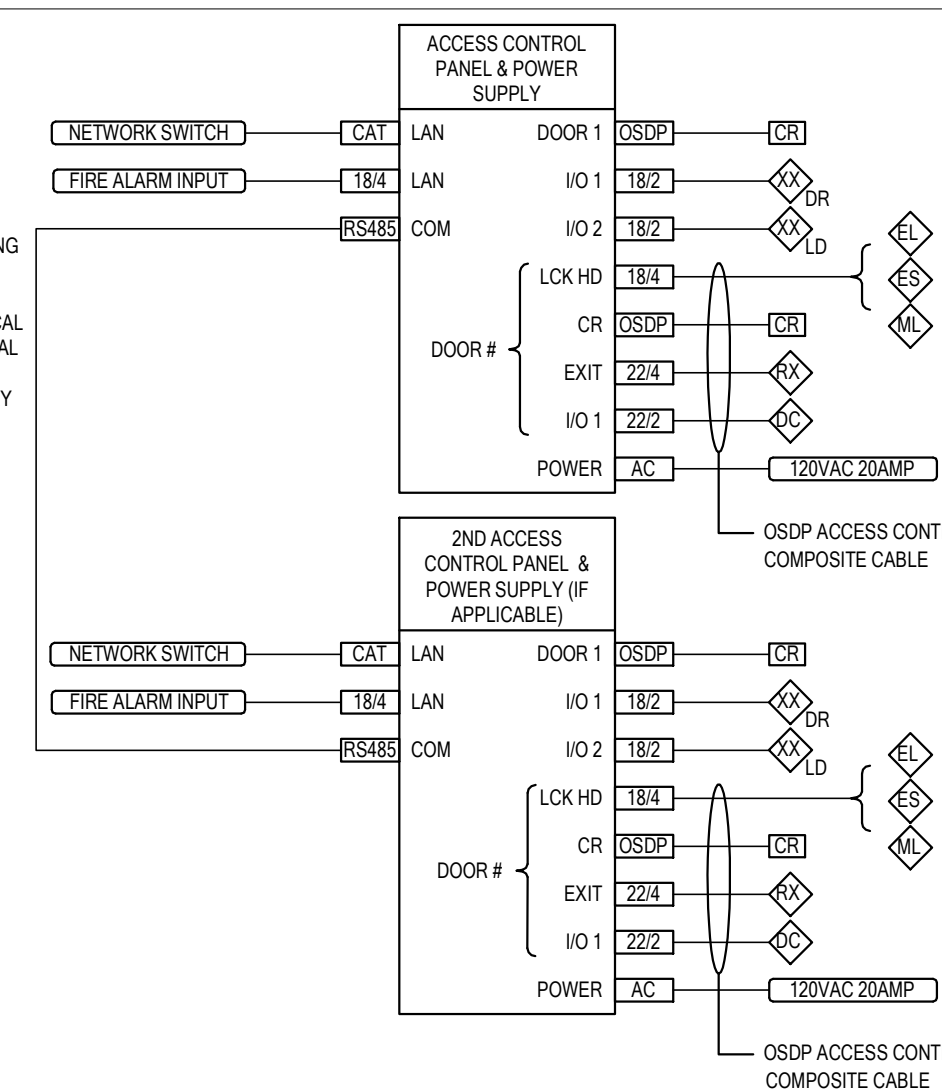 ACCESS CONTROL
PANEL & POWER
SUPPLY
NETWORK SWITCH CAT LAN DOOR 1 OSDP CR
FIRE ALARM INPUT 18/4 LAN I/O 1 18/2 XX DR
RS485 COM I/O 2 18/2 XX LD
NG
CAL
AL
Y
LCK HD 18/4 EL
ES
ML
DOOR #
CR OSDP CR
EXIT 22/4 RX
I/O 1 22/2 DC
POWER AC 120VAC 20AMP
OSDP ACCESS CONT
COMPOSITE CABLE
2ND ACCESS
CONTROL PANEL &
POWER SUPPLY (IF
APPLICABLE)
NETWORK SWITCH CAT LAN DOOR 1 OSDP CR
FIRE ALARM INPUT 18/4 LAN I/O 1 18/2 XX DR
RS485 COM I/O 2 18/2 XX LD
LCK HD 18/4 EL
ES
ML
DOOR #
CR OSDP CR
EXIT 22/4 RX
I/O 1 22/2 DC
POWER AC 120VAC 20AMP
OSDP ACCESS CONT
COMPOSITE CABLE